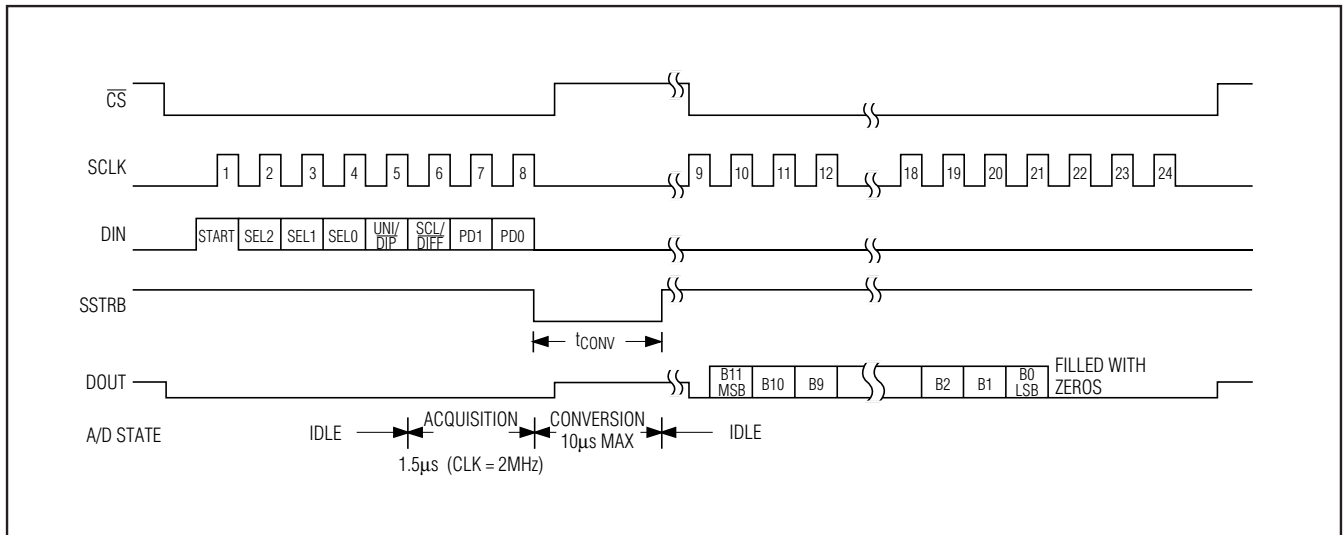 CS
SCLK 1 2 3 4 5 6 7 8 9 10 11 12 18 19 20 21 22 23 24
DIN START SEL2 SEL1 SEL0 UNI/ DIP SCL/ DIFF PD1 PD0
SSTRB
tCONV
DOUT B11 MSB B10 B9 B2 B1 B0 LSB FILLED WITH ZEROS
A/D STATE IDLE ACQUISITION CONVERSION 10µs MAX IDLE
1.5µs (CLK = 2MHz)